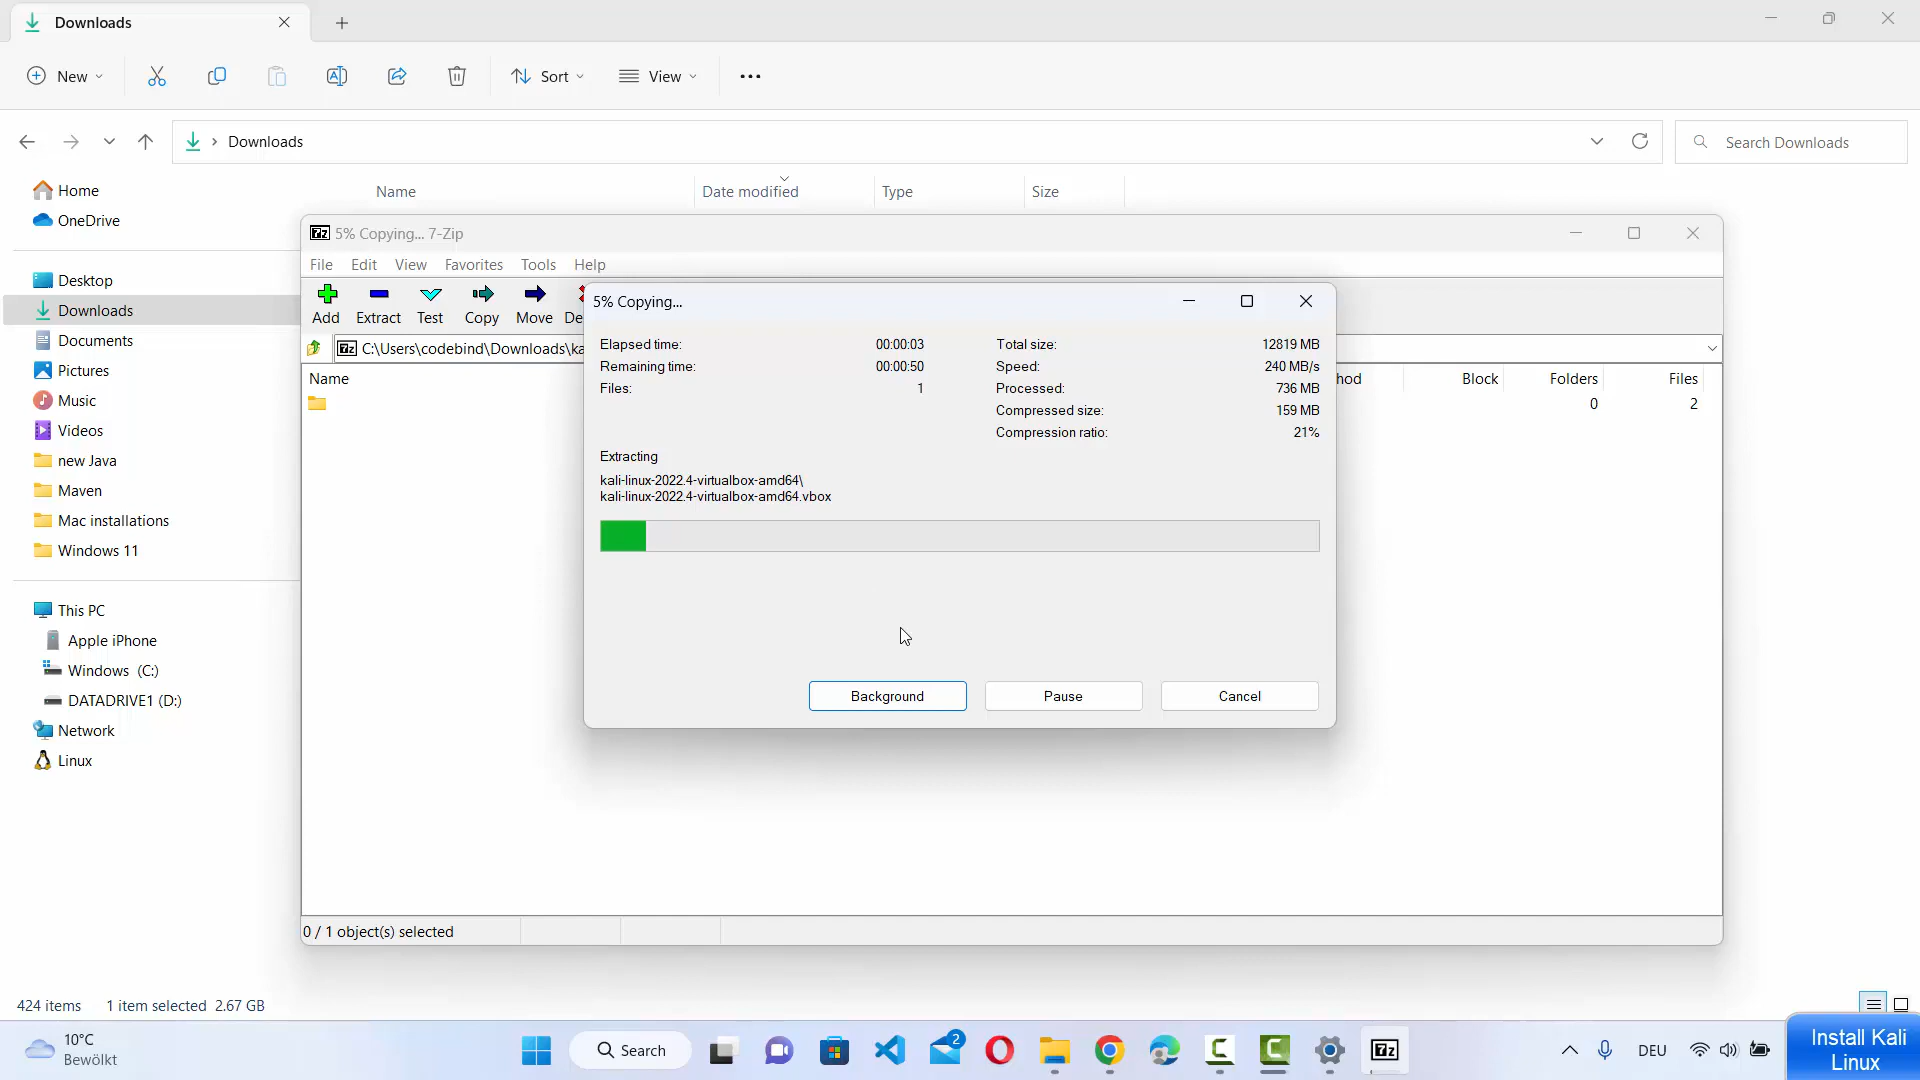 Downloads
New
Sort
View
Downloads
Search Downloads
Name
Date modified
Type
Size
Home
OneDrive
Desktop
Downloads
Documents
Pictures
Music
Videos
new Java
Maven
Mac installations
Windows 11
This PC
Apple iPhone
Windows (C:)
DATADRIVE1 (D:)
Network
Linux
7z 5% Copying... 7-Zip
File Edit View Favorites Tools Help
Add Extract Test Copy Move De
7z C:\Users\codebind\Downloads\ka
Name
hod Block Folders Files
0 2
5% Copying...
Elapsed time: 00:00:03 Total size: 12819 MB
Remaining time: 00:00:50 Speed: 240 MB/s
Files: 1 Processed: 736 MB
Compressed size: 159 MB
Compression ratio: 21%
Extracting
kali-linux-2022.4-virtualbox-amd64\
kali-linux-2022.4-virtualbox-amd64.vbox
Background Pause Cancel
0 / 1 object(s) selected
424 items 1 item selected 2.67 GB
10°C
Bewölkt
Search
2
7z
DEU
Install Kali
Linux